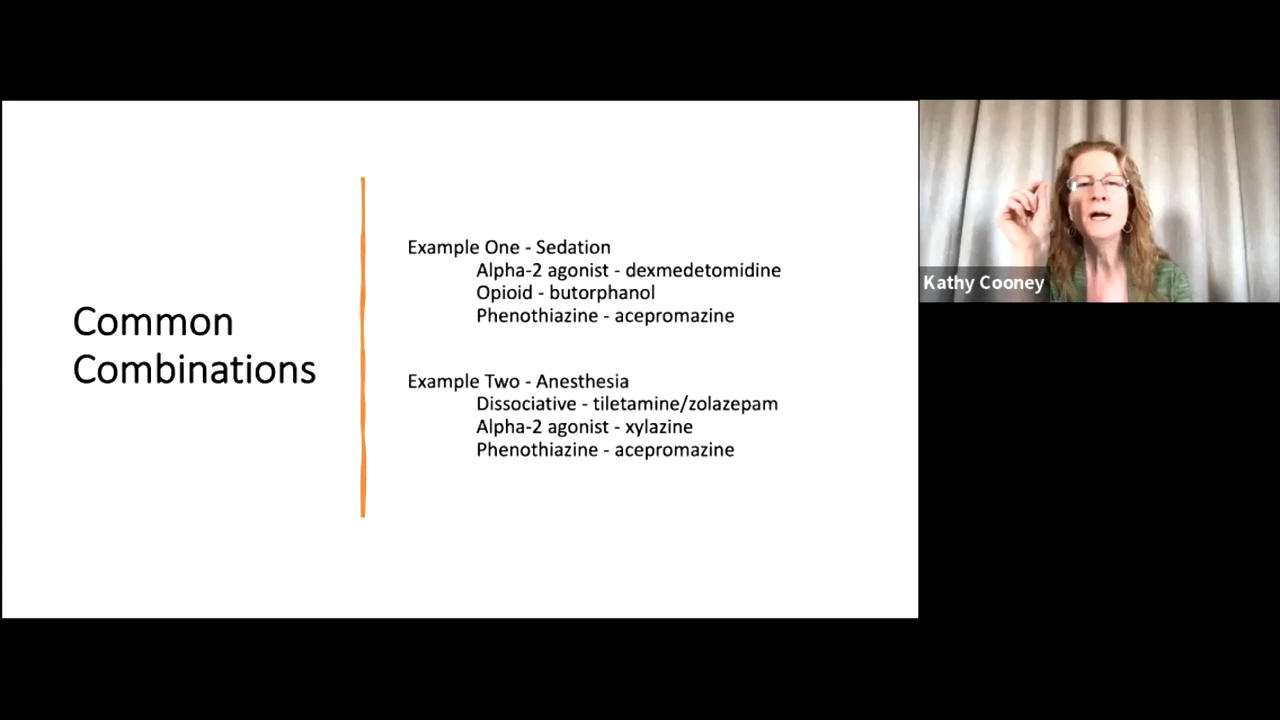 Common
Combinations
Example One - Sedation
Alpha-2 agonist - dexmedetomidine
Opioid - butorphanol
Phenothiazine - acepromazine
Example Two - Anesthesia
Dissociative - tiletamine/zolazepam
Alpha-2 agonist - xylazine
Phenothiazine - acepromazine
Kathy Cooney